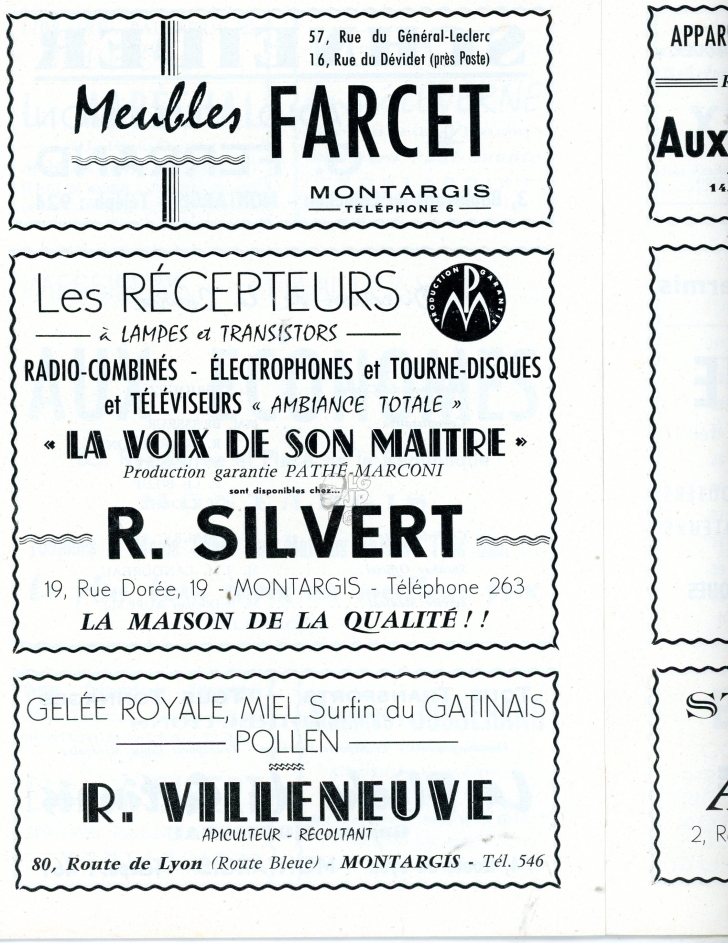 57, Rue du Général-Leclerc
16, Rue du Dévidet (près Poste)
Meubles FARCET
MONTARGIS
TÉLÉPHONE 6
Les RÉCEPTEURS
PRODUCTION GARANTIE
PM
à LAMPES et TRANSISTORS
RADIO-COMBINÉS - ÉLECTROPHONES et TOURNE-DISQUES
et TÉLÉVISEURS « AMBIANCE TOTALE »
« LA VOIX DE SON MAITRE »
Production garantie PATHÉ-MARCONI
sont disponibles chez...
R. SILVERT
19, Rue Dorée, 19 - MONTARGIS - Téléphone 263
LA MAISON DE LA QUALITÉ ! !
GELÉE ROYALE, MIEL Surfin du GATINAIS
POLLEN
R. VILLENEUVE
APICULTEUR - RÉCOLTANT
80, Route de Lyon (Route Bleue) - MONTARGIS - Tél. 546
APPAR
Aux
14
ST
2, R